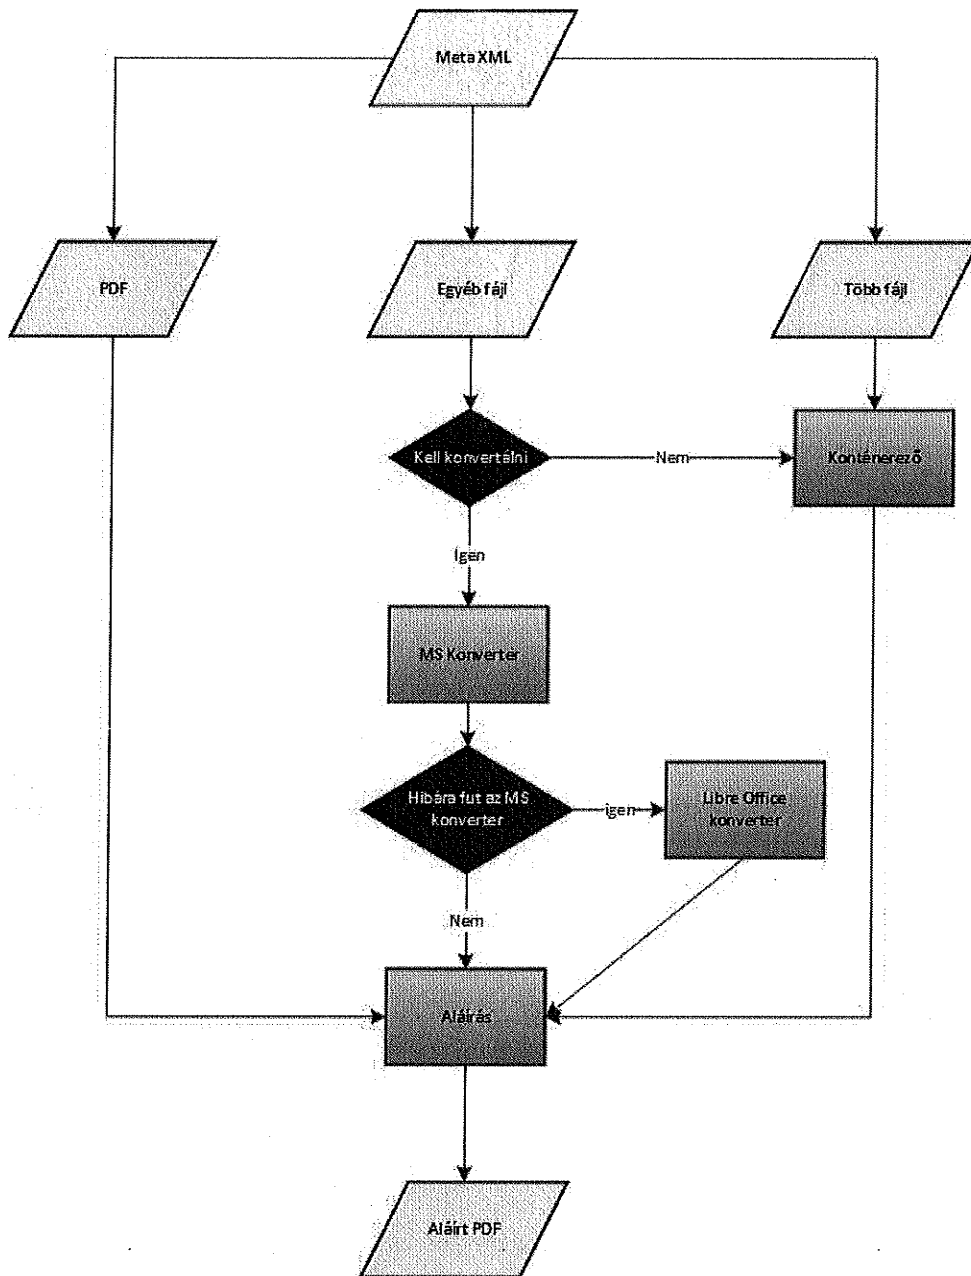 Meta XML
PDF
Egyéb fájl
Több fájl
Kell konvertálni
Nem
Konténerező
Igen
MS Konverter
Hibára fut az MS
konverter
igen
Libre Office
konverter
Nem
Aláírás
Aláírt PDF